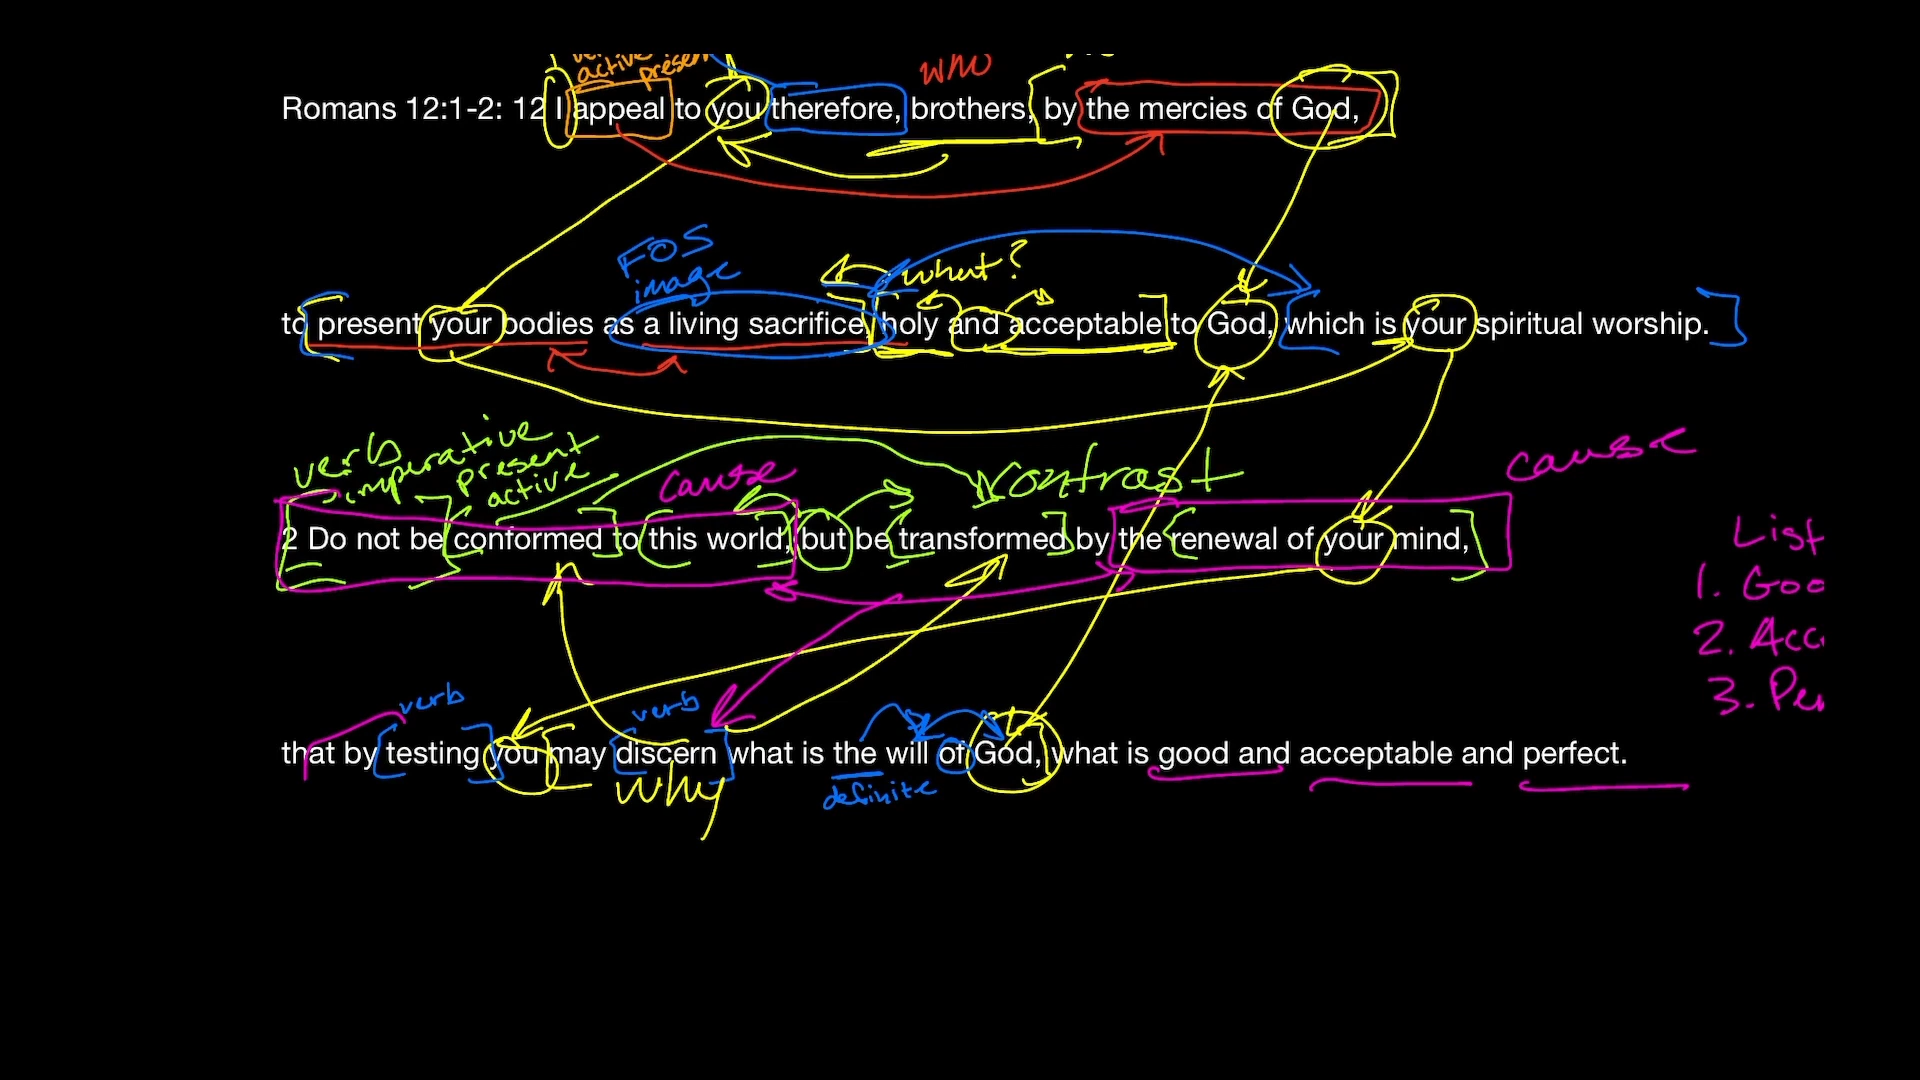 active present who
Romans 12:1-2: 12 I appeal to you therefore, brothers, by the mercies of God,
FOS
image what?
to present your bodies as a living sacrifice, holy and acceptable to God, which is your spiritual worship.
verb
imperative
present
active cause contrast cause
2 Do not be conformed to this world, but be transformed by the renewal of your mind,
List
1. Goo
2. Acc
3. Pe
verb verb
that by testing you may discern what is the will of God, what is good and acceptable and perfect.
why definite